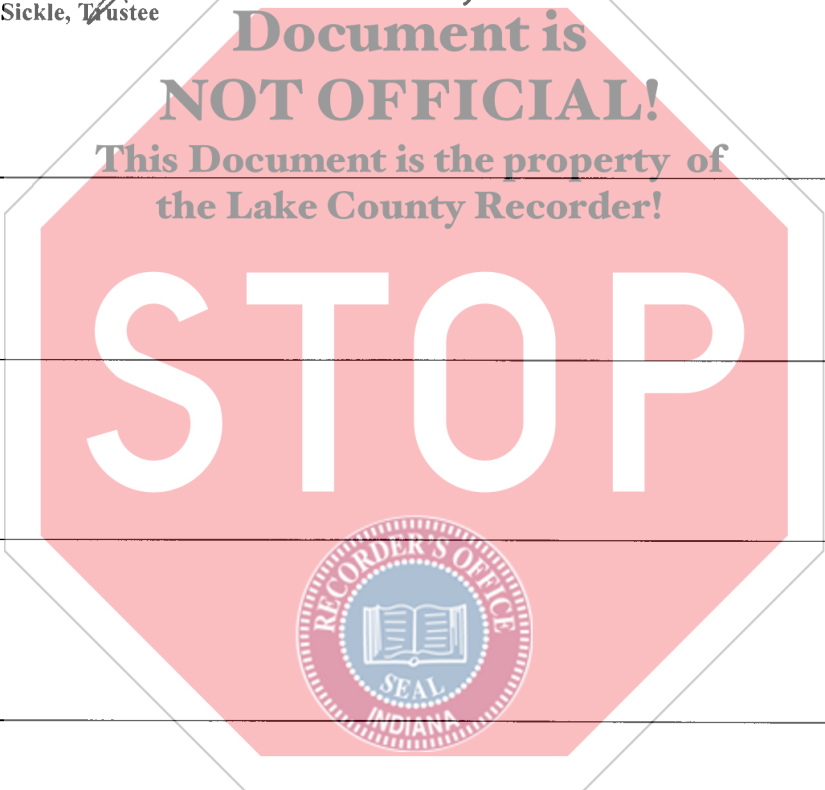 Sickle, Trustee
Document is
NOT OFFICIAL!
This Document is the property of
the Lake County Recorder!
STOP
RECORDER'S OFFICE
SEAL
INDIANA